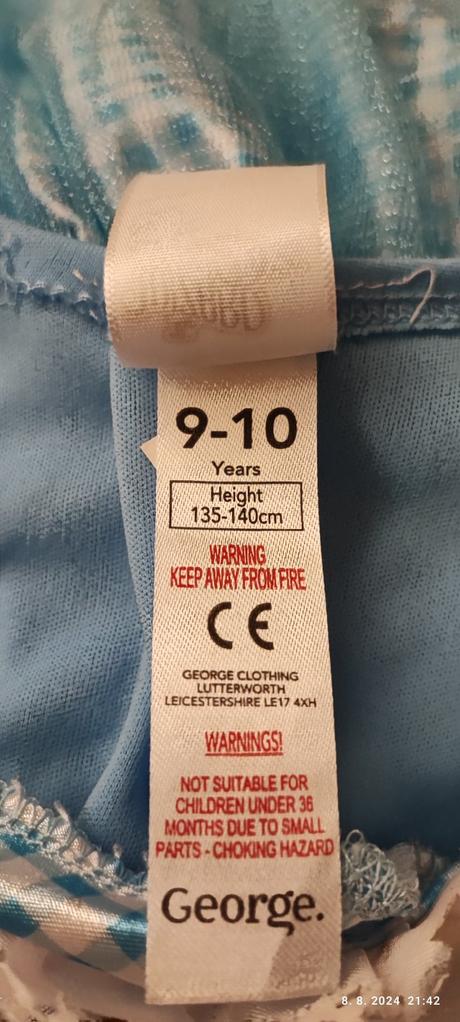 9-10
Years
Height
135-140cm
WARNING
KEEP AWAY FROM FIRE
CE
GEORGE CLOTHING
LUTTERWORTH
LEICESTERSHIRE LE17 4XH
WARNINGS!
NOT SUITABLE FOR
CHILDREN UNDER 36
MONTHS DUE TO SMALL
PARTS - CHOKING HAZARD
George.
8. 8. 2024 21:42